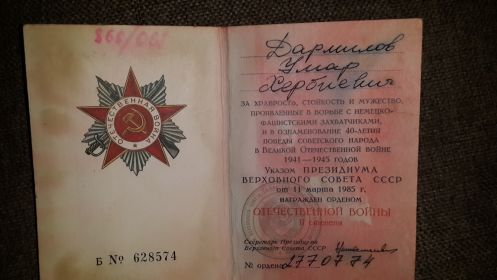 ОТЕЧЕСТВЕННАЯ ВОЙНА
Б № 628574
Дармилов
Умар
Хербиевич
ЗА ХРАБРОСТЬ, СТОЙКОСТЬ И МУЖЕСТВО,
ПРОЯВЛЕННЫЕ В БОРЬБЕ С НЕМЕЦКО-
ФАШИСТСКИМИ ЗАХВАТЧИКАМИ,
И В ОЗНАМЕНОВАНИЕ 40-ЛЕТИЯ
ПОБЕДЫ СОВЕТСКОГО НАРОДА
В ВЕЛИКОЙ ОТЕЧЕСТВЕННОЙ ВОЙНЕ
1941—1945 ГОДОВ
УКАЗОМ ПРЕЗИДИУМА
ВЕРХОВНОГО СОВЕТА СССР
ОТ 11 МАРТА 1985 Г.
НАГРАЖДЕН ОРДЕНОМ
ОТЕЧЕСТВЕННОЙ ВОЙНЫ
II СТЕПЕНИ
Секретарь Президиума
Верховного Совета СССР
№ ордена 2770774